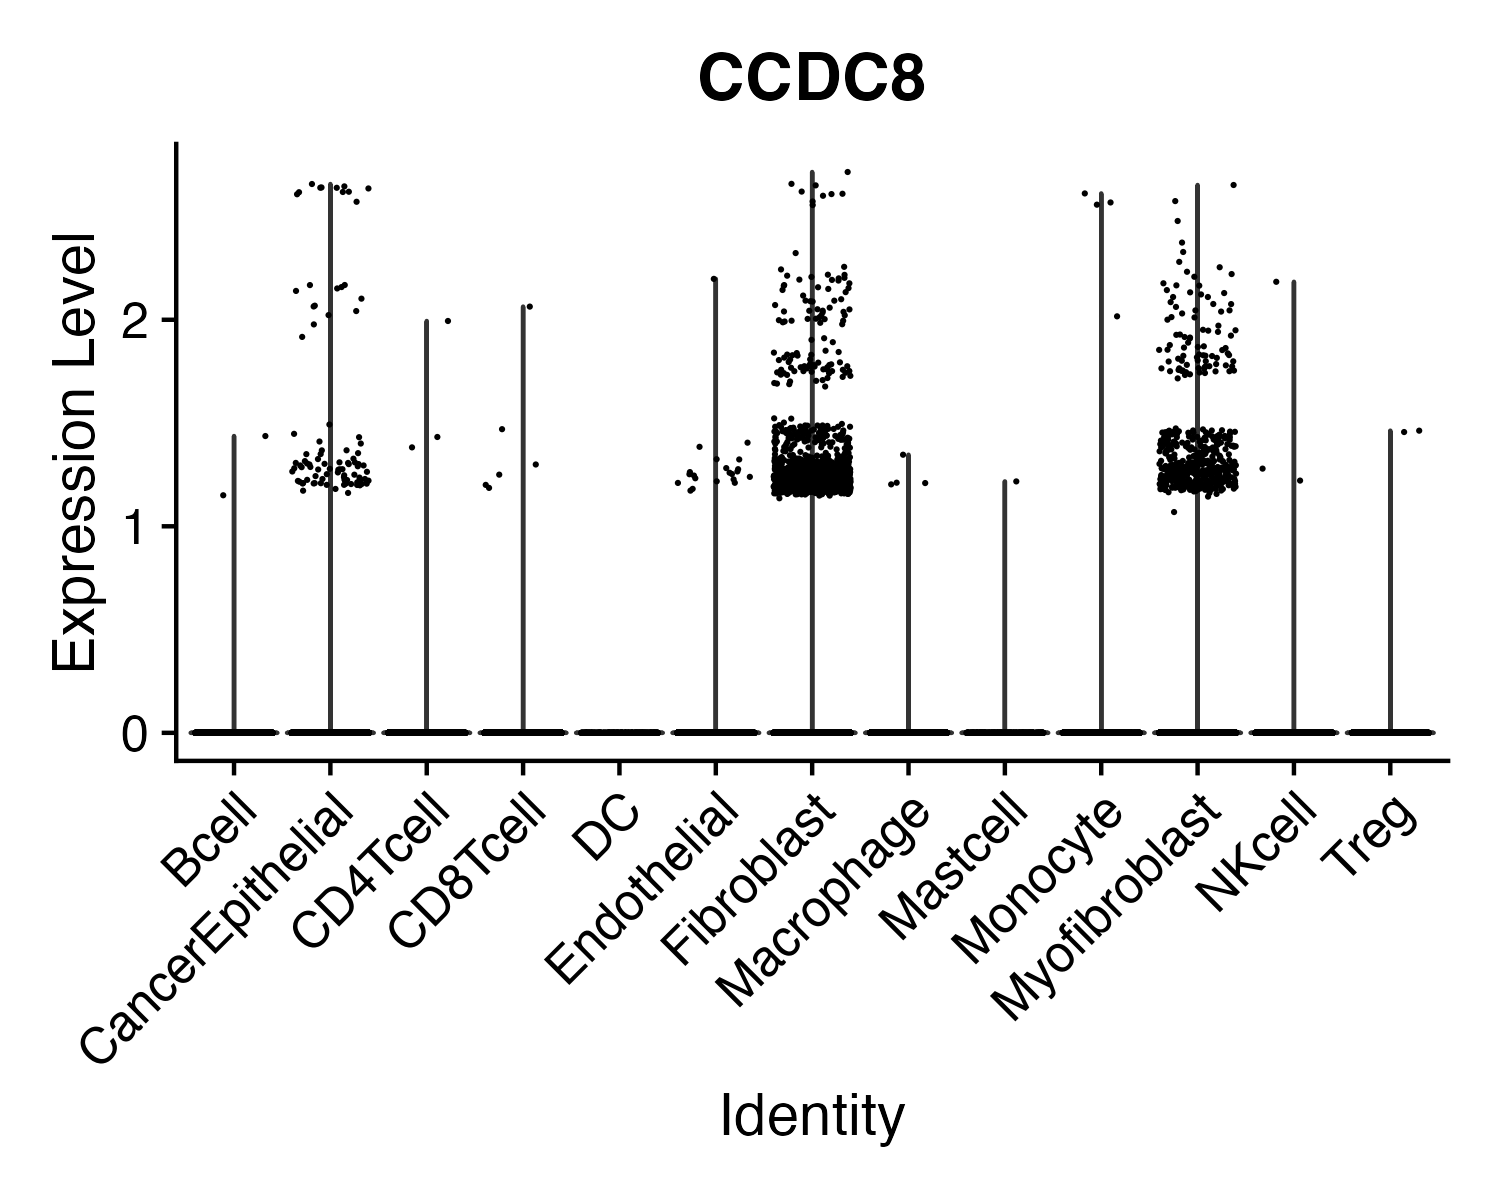 CCDC8
Expression Level
2
1
0
Bcell
CancerEpithelial
CD4Tcell
CD8Tcell
DC
Endothelial
Fibroblast
Macrophage
Mastcell
Monocyte
Myofibroblast
NKcell
Treg
Identity